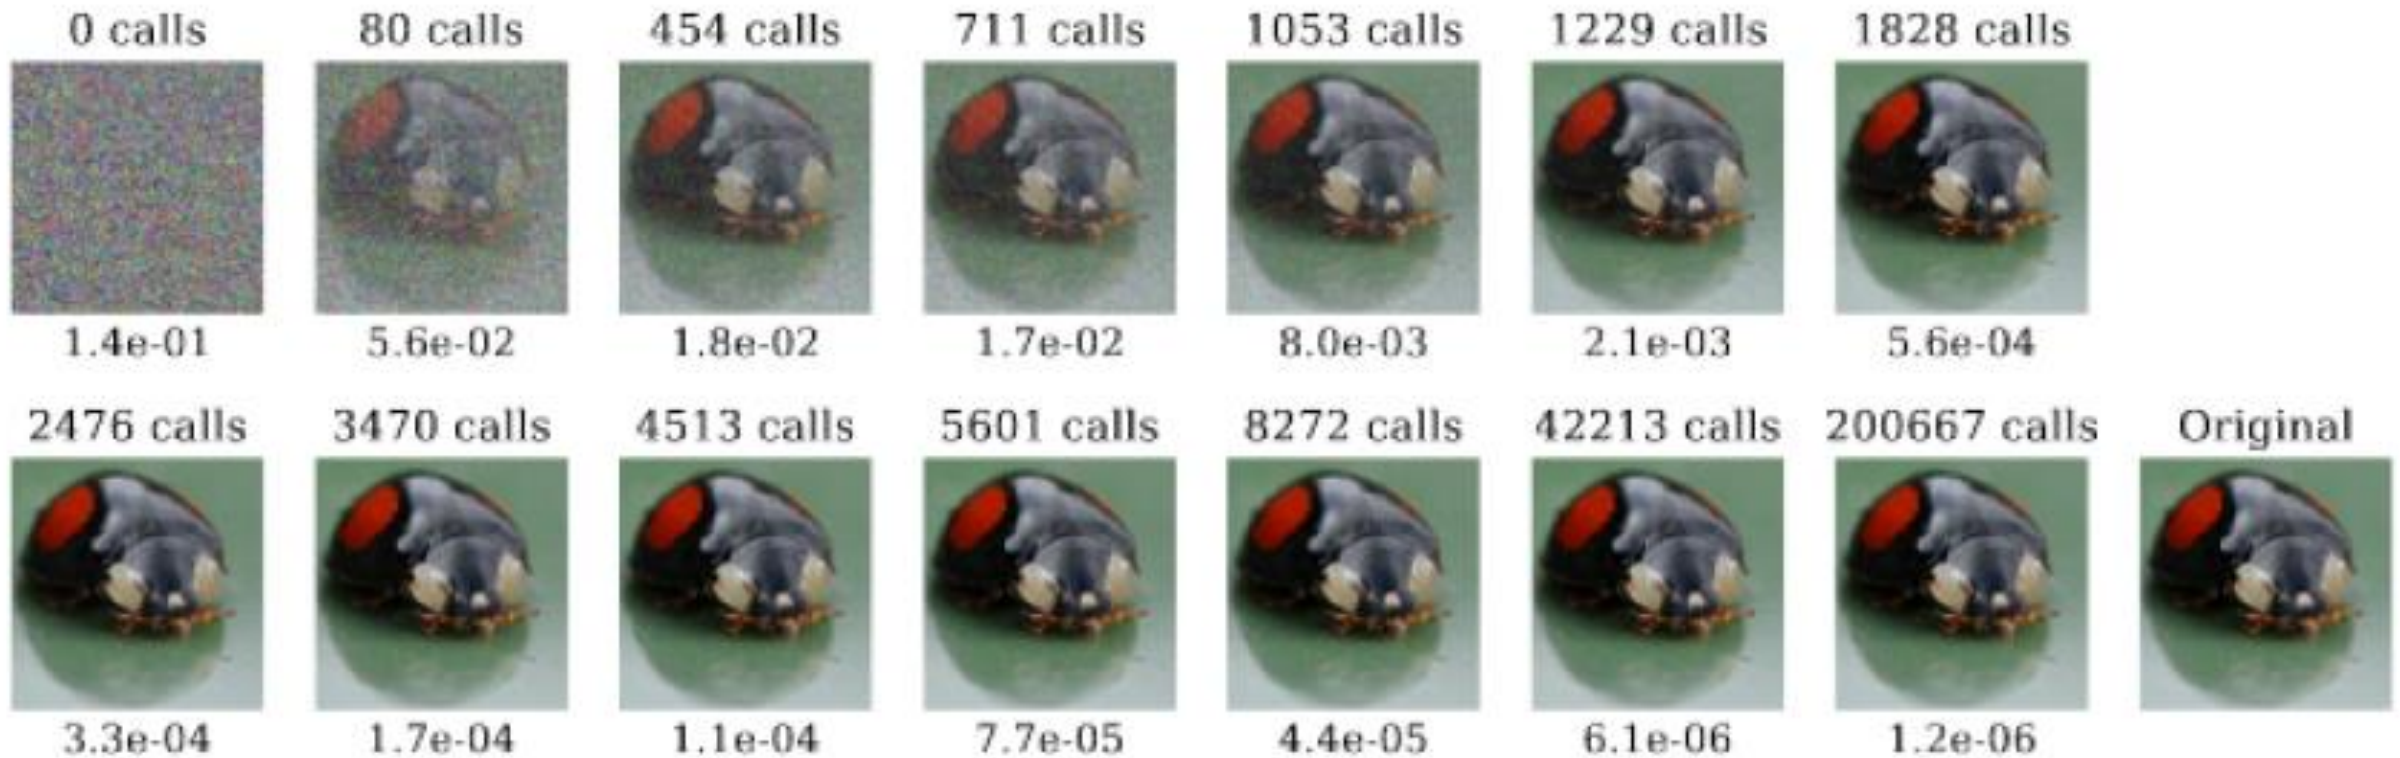 0 calls 80 calls 454 calls 711 calls 1053 calls 1229 calls 1828 calls
1.4e-01 5.6e-02 1.8e-02 1.7e-02 8.0e-03 2.1e-03 5.6e-04
2476 calls 3470 calls 4513 calls 5601 calls 8272 calls 42213 calls 200667 calls Original
3.3e-04 1.7e-04 1.1e-04 7.7e-05 4.4e-05 6.1e-06 1.2e-06